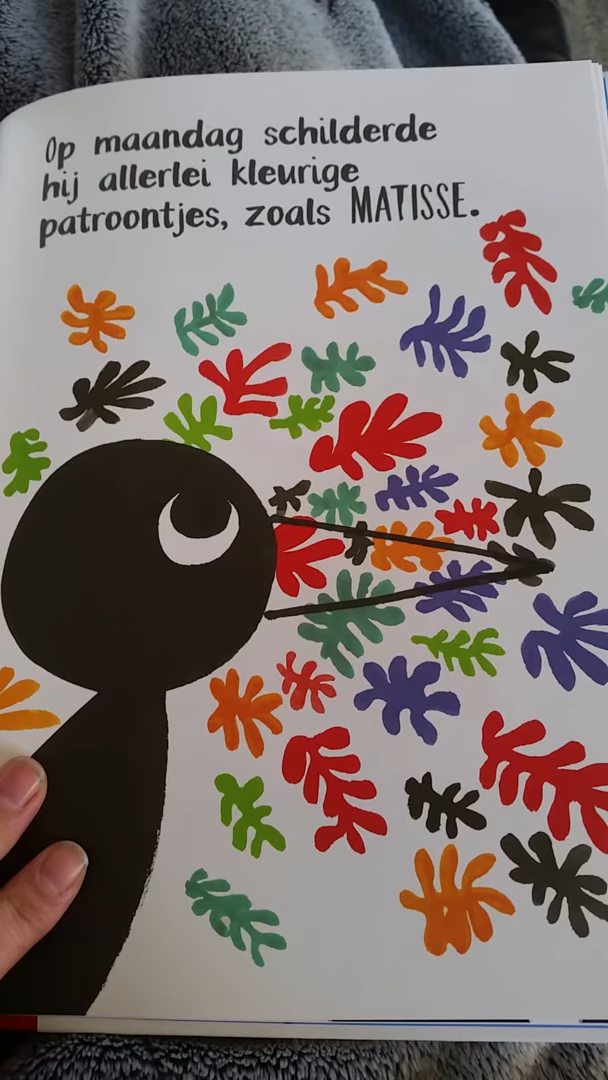 Op maandag schilderde
hij allerlei kleurige
patroontjes, zoals MATISSE.